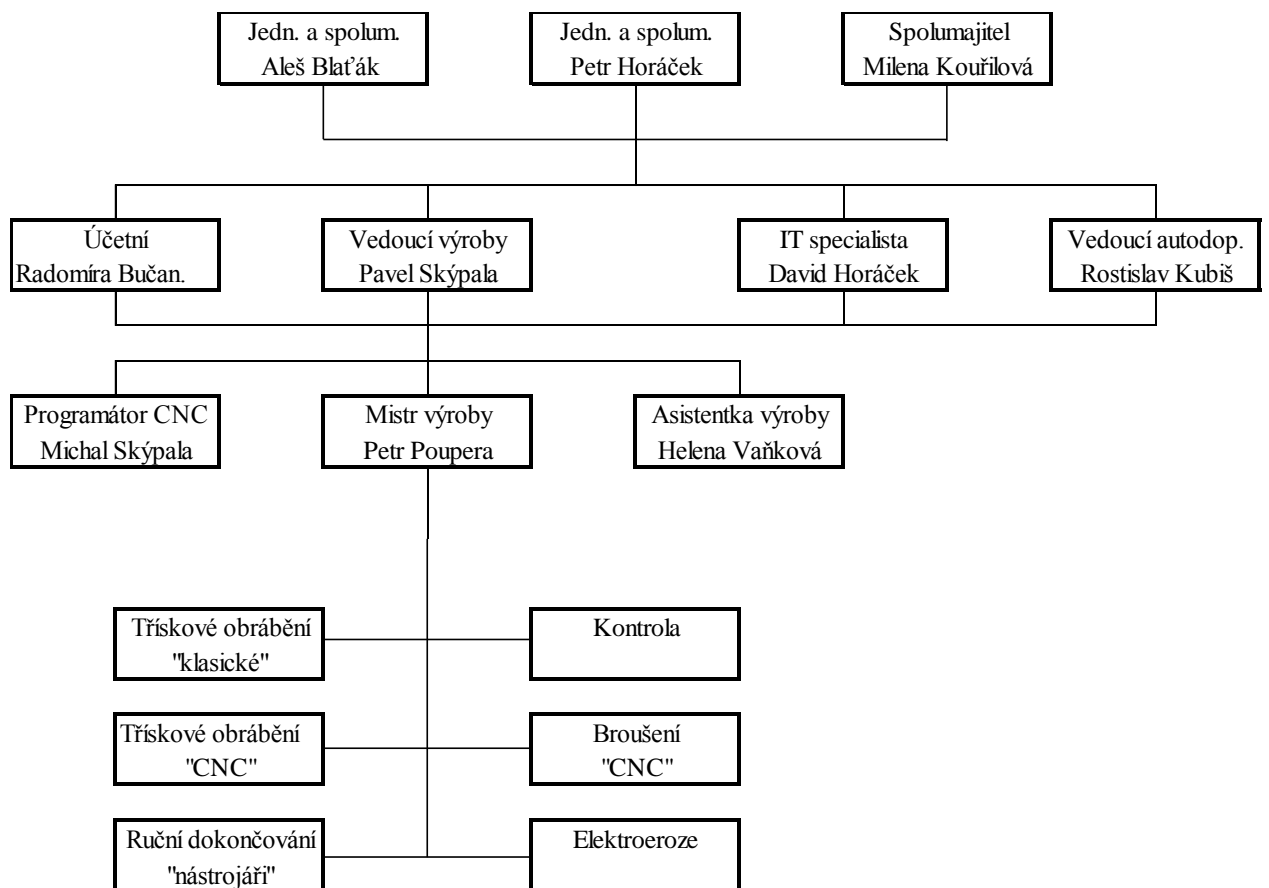 Jedn. a spolum.
Aleš Blaťák
Jedn. a spolum.
Petr Horáček
Spolumajitel
Milena Kouřilová
Účetní
Radomíra Bučan.
Vedoucí výroby
Pavel Skýpala
IT specialista
David Horáček
Vedoucí autodop.
Rostislav Kubiš
Programátor CNC
Michal Skýpala
Mistr výroby
Petr Poupera
Asistentka výroby
Helena Vaňková
Třískové obrábění
"klasické"
Kontrola
Třískové obrábění
"CNC"
Broušení
"CNC"
Ruční dokončování
"nástrojáři"
Elektroeroze